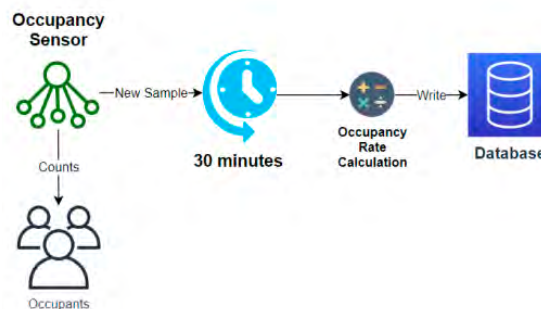 Occupancy
Sensor
New Sample
30 minutes
Occupancy
Rate
Calculation
Write
Database
Counts
Occupants